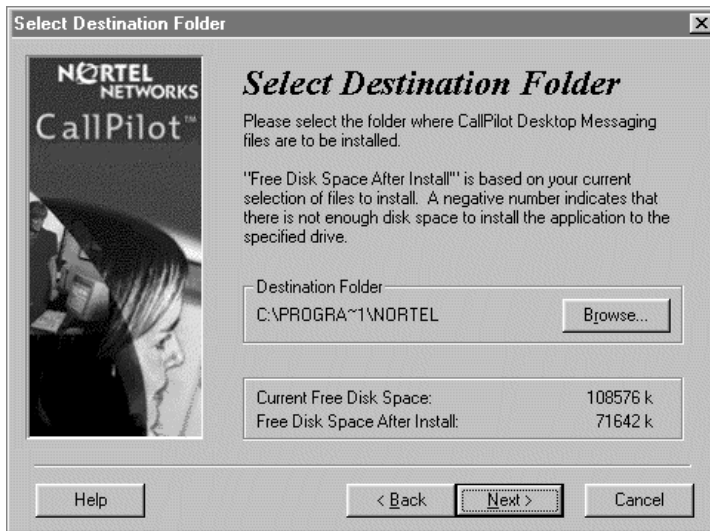 Select Destination Folder
NORTEL
NETWORKS
CallPilot™
Select Destination Folder
Please select the folder where CallPilot Desktop Messaging
files are to be installed.
"Free Disk Space After Install"' is based on your current
selection of files to install. A negative number indicates that
there is not enough disk space to install the application to the
specified drive.
Destination Folder
C:\PROGRA~1\NORTEL
Browse...
Current Free Disk Space: 108576 k
Free Disk Space After Install: 71642 k
Help
< Back
Next >
Cancel